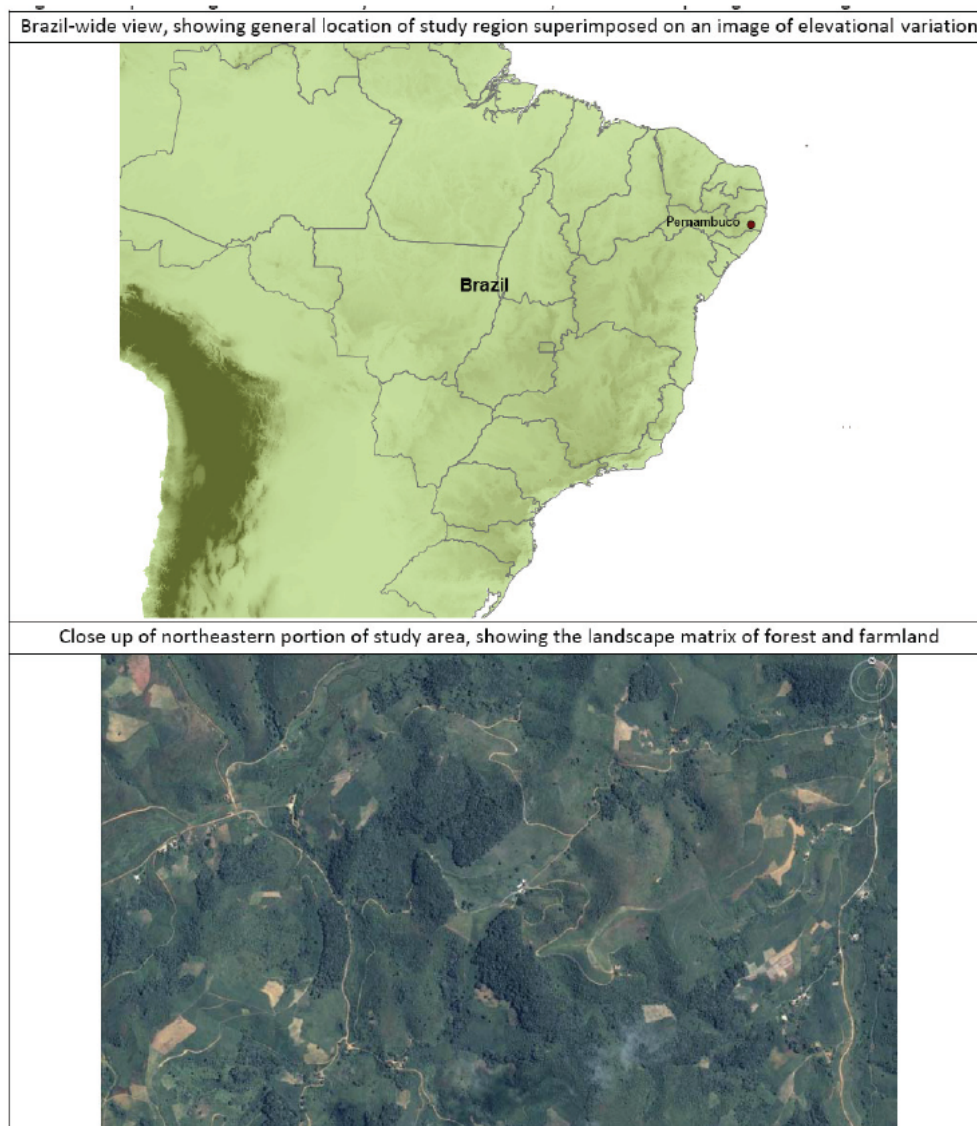 Brazil-wide view, showing general location of study region superimposed on an image of elevational variation
Pernambuco
Brazil
Close up of northeastern portion of study area, showing the landscape matrix of forest and farmland